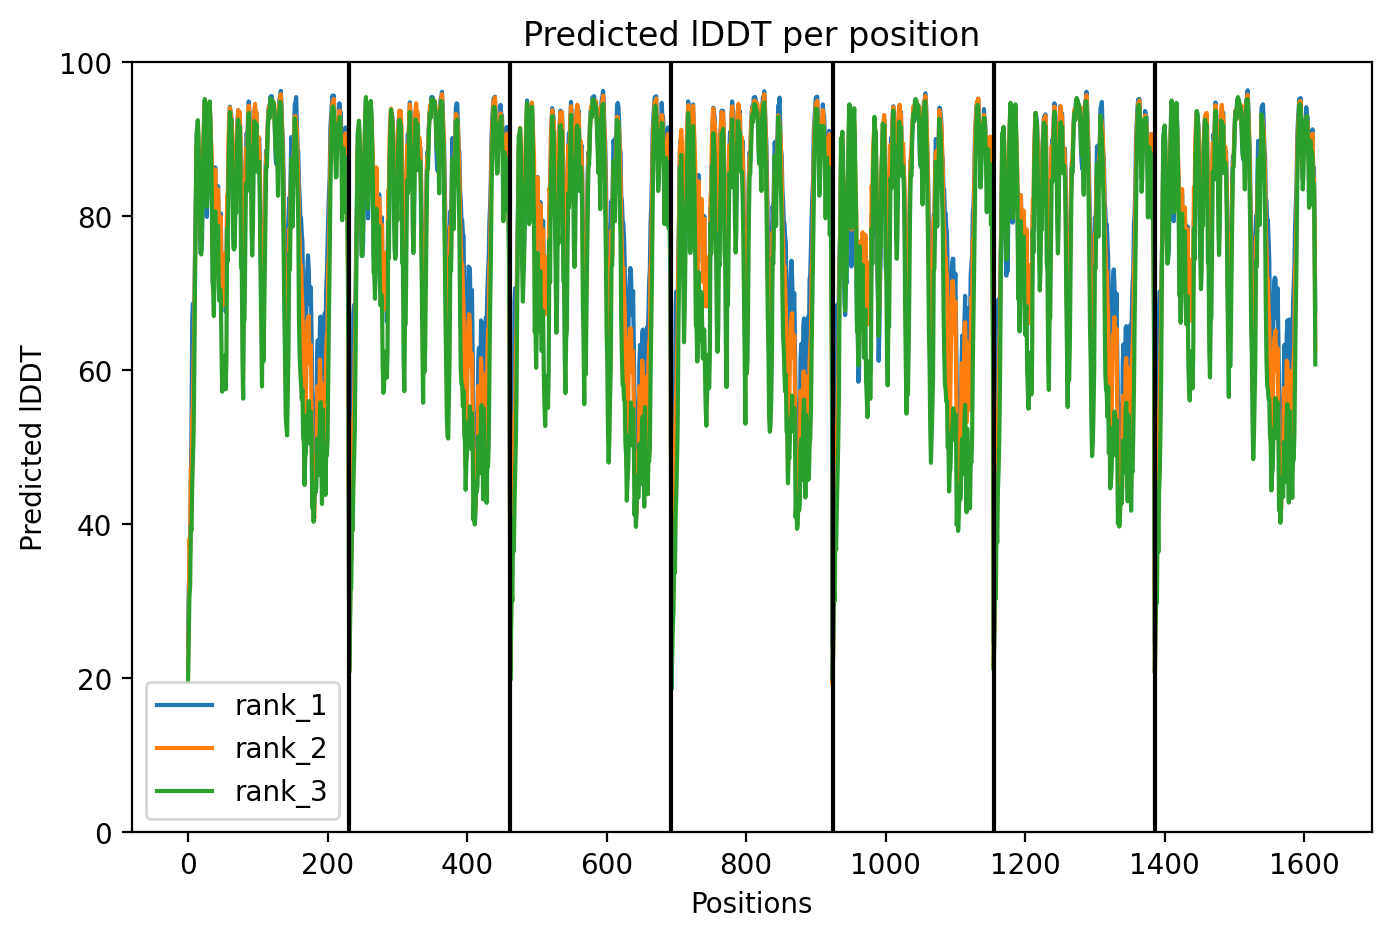 Predicted lDDT per position
100
80
60
40
20
0
Predicted lDDT
rank_1
rank_2
rank_3
0 200 400 600 800 1000 1200 1400 1600
Positions